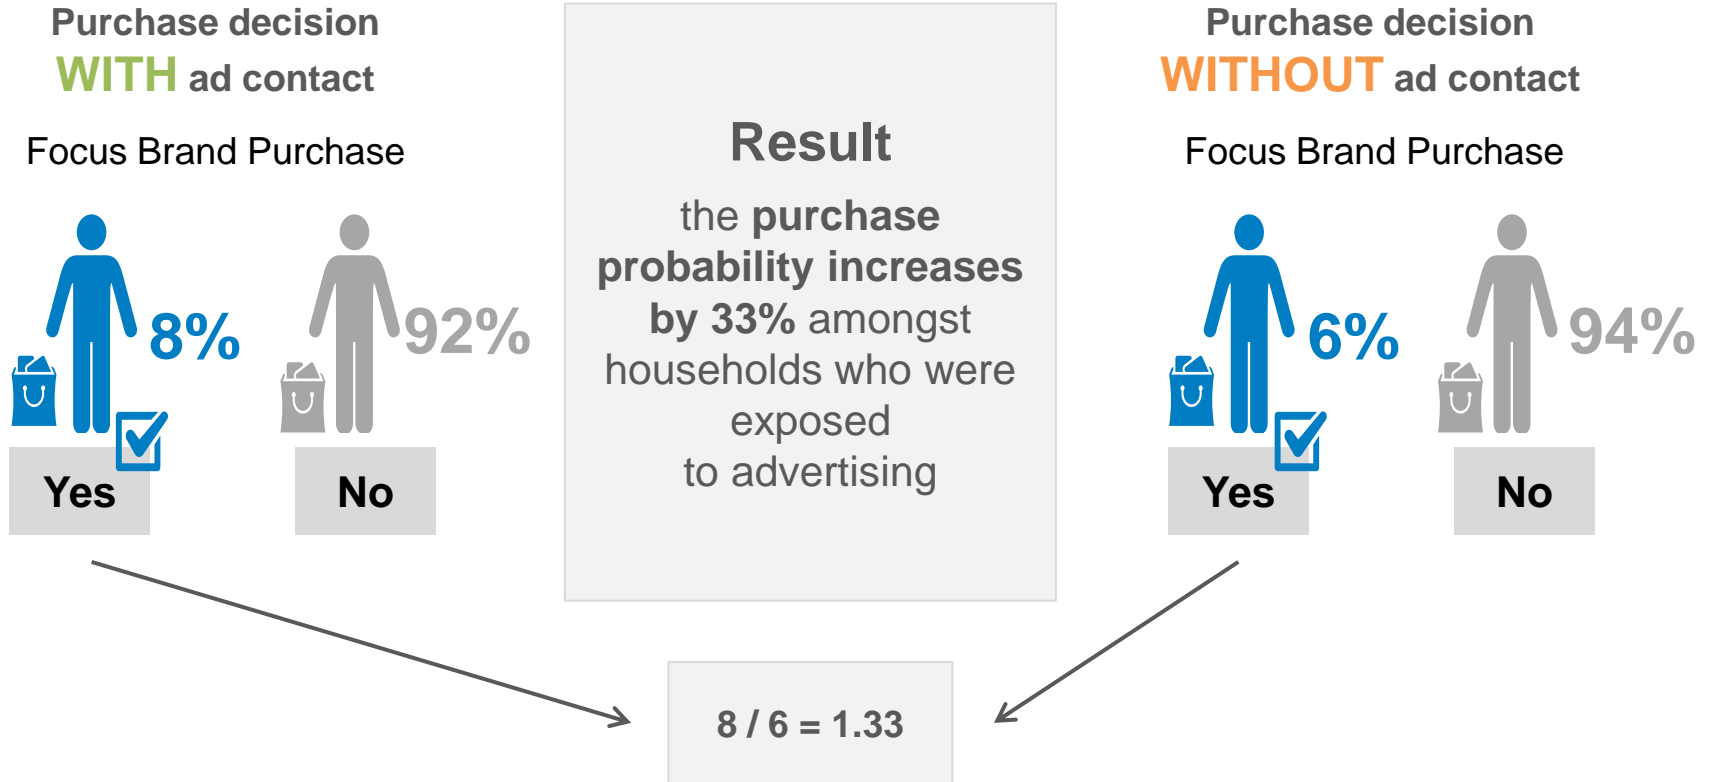 Purchase decision
WITH ad contact
Focus Brand Purchase
8%
92%
Yes
No
Result
the purchase
probability increases
by 33% amongst
households who were
exposed
to advertising
Purchase decision
WITHOUT ad contact
Focus Brand Purchase
6%
94%
Yes
No
8 / 6 = 1.33